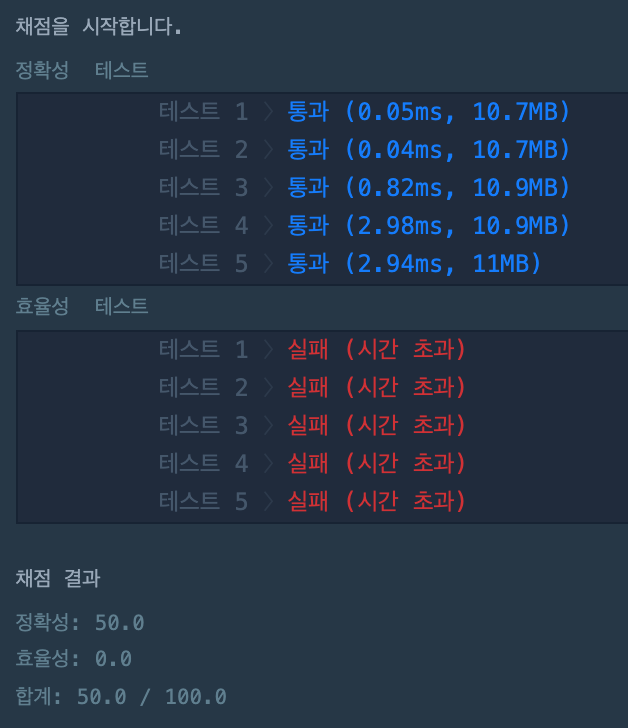 채점을 시작합니다.
정확성 테스트
테스트 1 〉 통과 (0.05ms, 10.7MB)
테스트 2 〉 통과 (0.04ms, 10.7MB)
테스트 3 〉 통과 (0.82ms, 10.9MB)
테스트 4 〉 통과 (2.98ms, 10.9MB)
테스트 5 〉 통과 (2.94ms, 11MB)
효율성 테스트
테스트 1 〉 실패 (시간 초과)
테스트 2 〉 실패 (시간 초과)
테스트 3 〉 실패 (시간 초과)
테스트 4 〉 실패 (시간 초과)
테스트 5 〉 실패 (시간 초과)
채점 결과
정확성: 50.0
효율성: 0.0
합계: 50.0 / 100.0